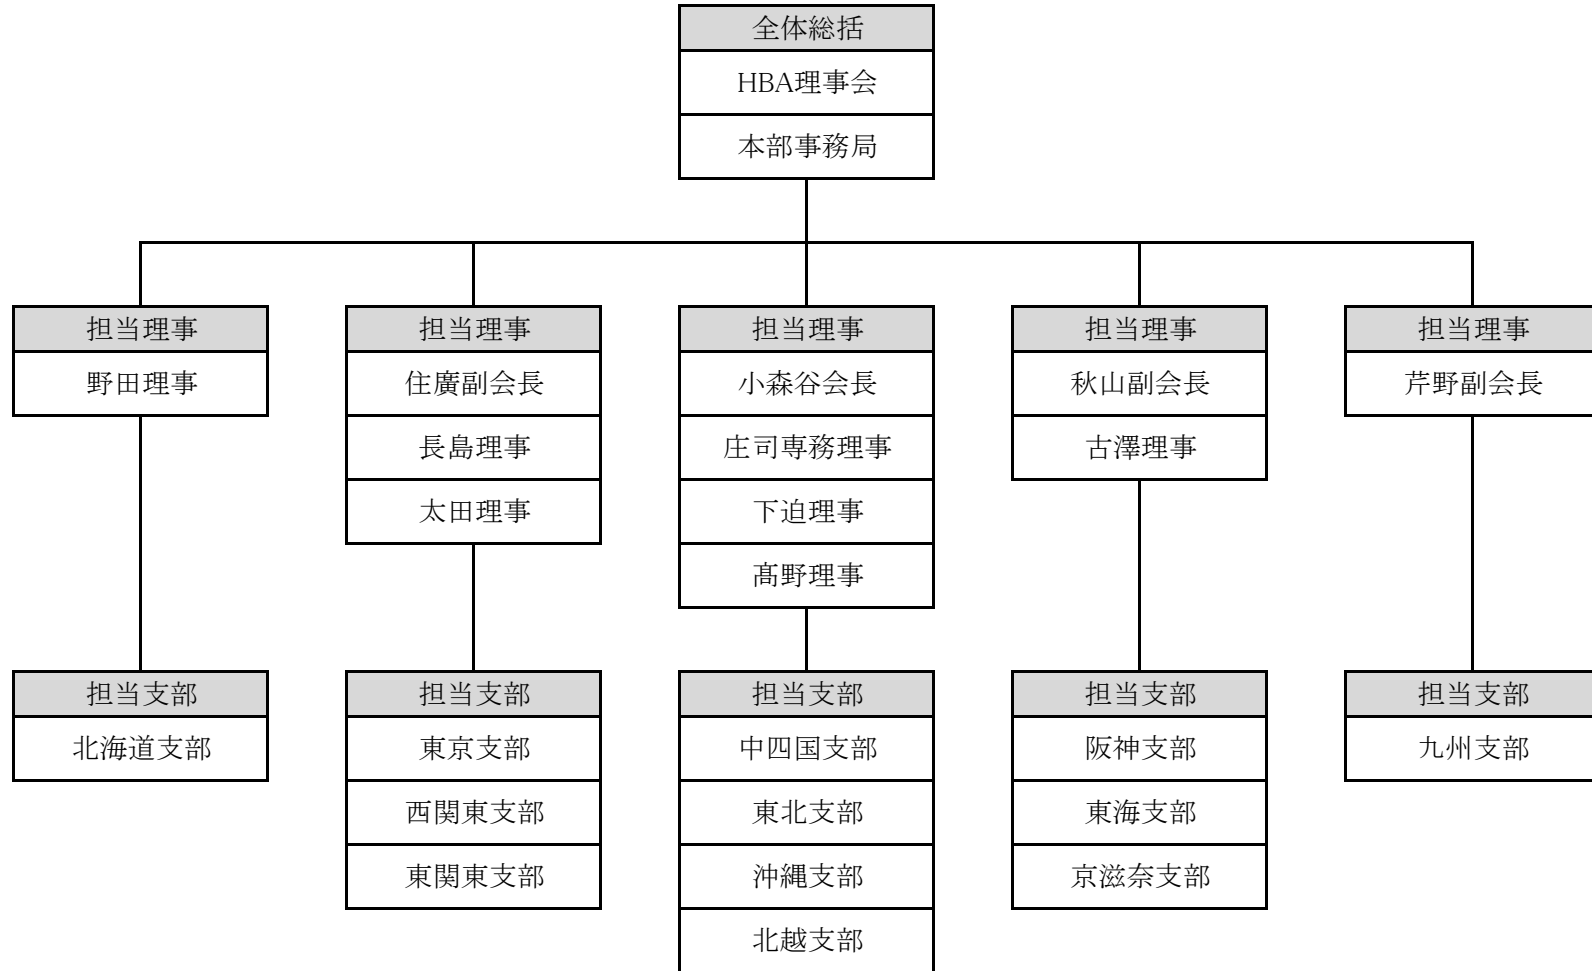 全体総括
HBA理事会
本部事務局
担当理事
野田理事
担当理事
住廣副会長
長島理事
太田理事
担当理事
小森谷会長
庄司専務理事
下迫理事
髙野理事
担当理事
秋山副会長
古澤理事
担当理事
芹野副会長
担当支部
北海道支部
担当支部
東京支部
西関東支部
東関東支部
担当支部
中四国支部
東北支部
沖縄支部
北越支部
担当支部
阪神支部
東海支部
京滋奈支部
担当支部
九州支部